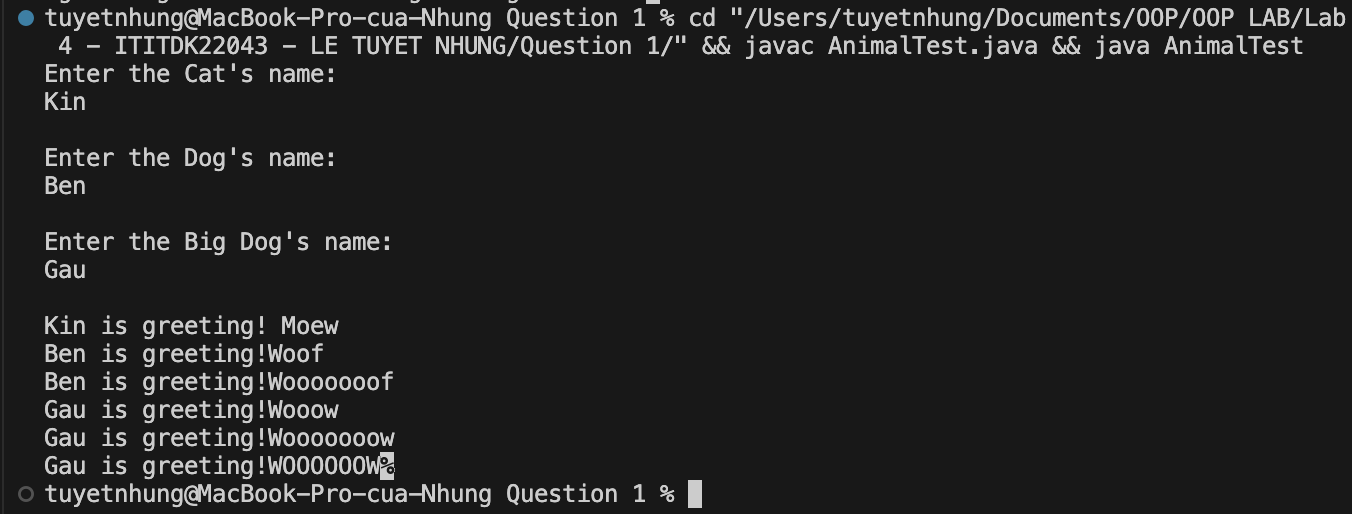 tuyetnhung@MacBook-Pro-cua-Nhung Question 1 % cd "/Users/tuyetnhung/Documents/OOP/OOP LAB/Lab
4 - ITITDK22043 - LE TUYET NHUNG/Question 1/" && javac AnimalTest.java && java AnimalTest
Enter the Cat's name:
Kin
Enter the Dog's name:
Ben
Enter the Big Dog's name:
Gau
Kin is greeting! Moew
Ben is greeting!Woof
Ben is greeting!Wooooooof
Gau is greeting!Wooow
Gau is greeting!Wooooooow
Gau is greeting!WOOOOOOW%
tuyetnhung@MacBook-Pro-cua-Nhung Question 1 %